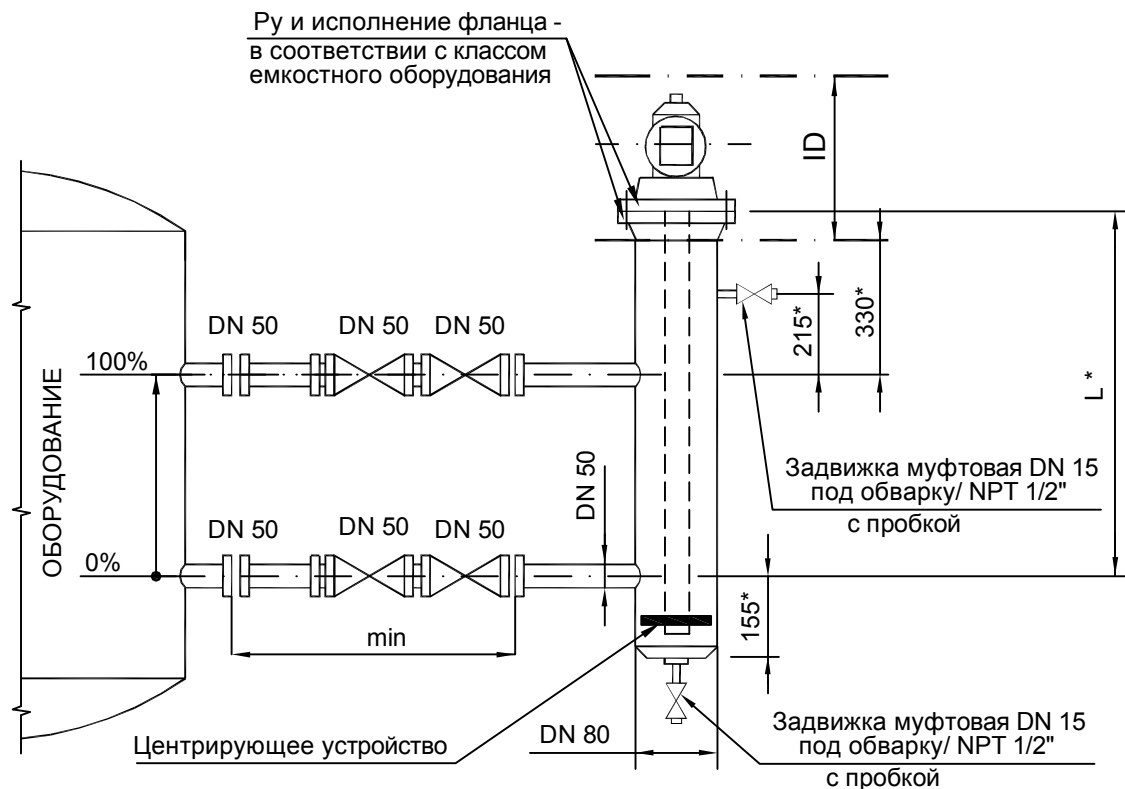 Ру и исполнение фланца -
в соответствии с классом
емкостного оборудования
ID
DN 50
DN 50
DN 50
100%
215*
330*
L*
ОБОРУДОВАНИЕ
Задвижка муфтовая DN 15
под обварку/ NPT 1/2"
с пробкой
DN 50
DN 50
DN 50
DN 50
0%
155*
min
Центрирующее устройство
DN 80
Задвижка муфтовая DN 15
под обварку/ NPT 1/2"
с пробкой